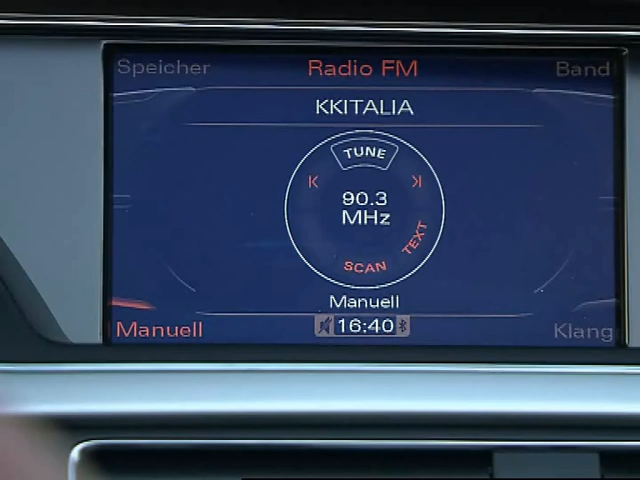 Speicher Radio FM Band
KKITALIA
TUNE
90.3
MHz
TEXT
SCAN
Manuell
Manuell 16:40 Klang